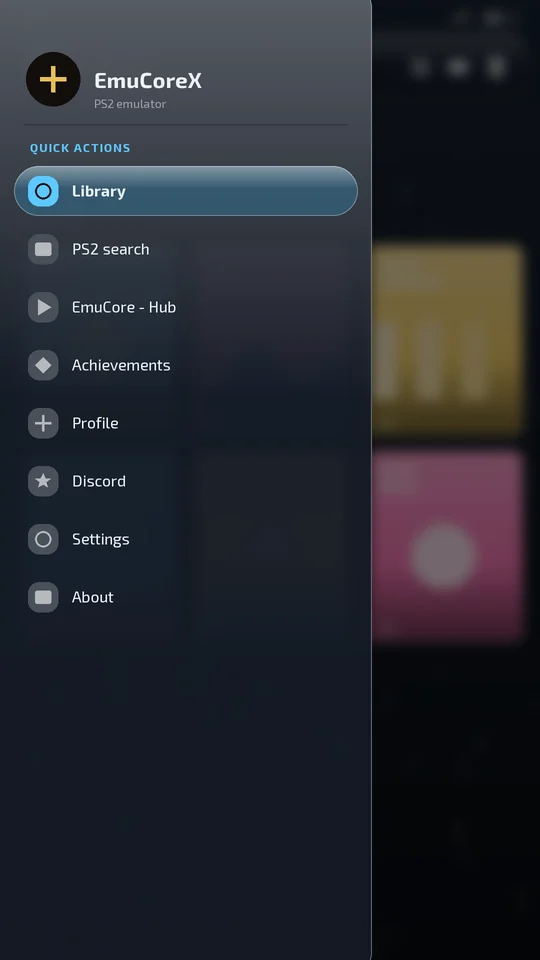 EmuCoreX
PS2 emulator
QUICK ACTIONS
Library
PS2 search
EmuCore - Hub
Achievements
Profile
Discord
Settings
About